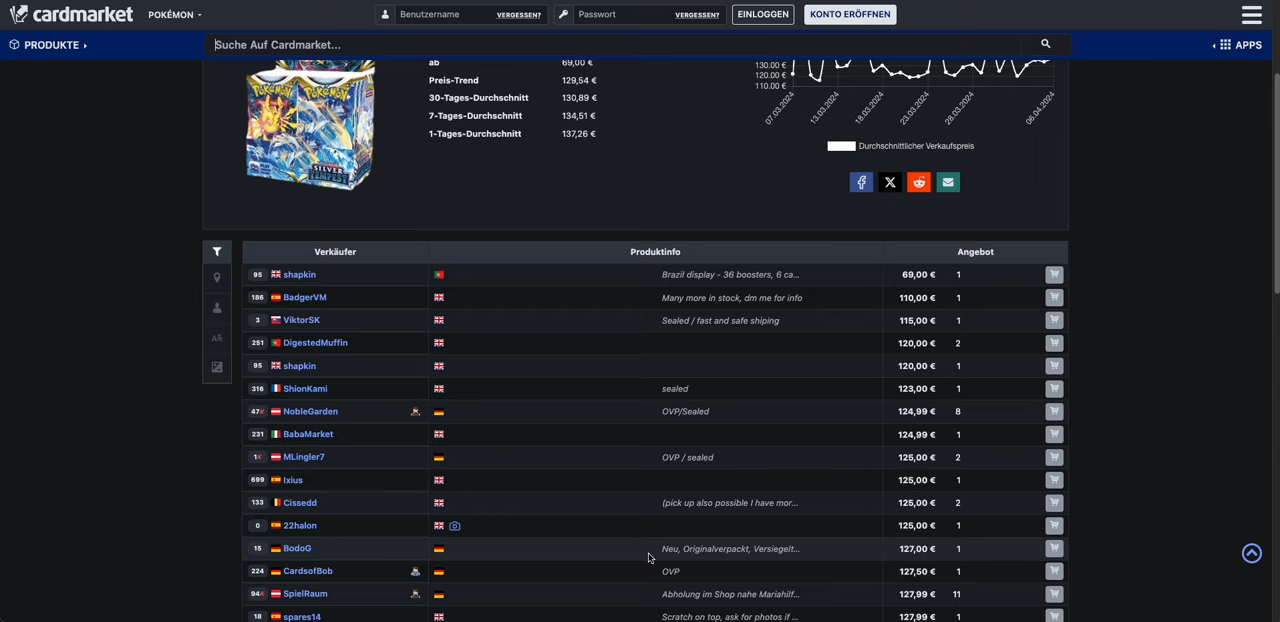 cardmarket POKÉMON Benutzername VERGESSEN? Passwort VERGESSEN? EINLOGGEN KONTO ERÖFFNEN
PRODUKTE Suche Auf Cardmarket... APPS
ab 69,00 €
Preis-Trend 129,54 €
30-Tages-Durchschnitt 130,89 €
7-Tages-Durchschnitt 134,51 €
1-Tages-Durchschnitt 137,26 €
POKÉMON POKÉMON
SILVER TEMPEST
130.00 €
120.00 €
110.00 €
07.03.2024 13.03.2024 18.03.2024 23.03.2024 28.03.2024 06.04.2024
Durchschnittlicher Verkaufspreis
Verkäufer Produktinfo Angebot
95 shapkin Brazil display - 36 boosters, 6 ca... 69,00 € 1
186 BadgerVM Many more in stock, dm me for info 110,00 € 1
3 ViktorSK Sealed / fast and safe shiping 115,00 € 1
251 DigestedMuffin 120,00 € 2
95 shapkin 120,00 € 1
316 ShionKami sealed 123,00 € 1
47K NobleGarden OVP/Sealed 124,99 € 8
231 BabaMarket 124,99 € 1
1K MLingler7 OVP / sealed 125,00 € 2
699 Ixius 125,00 € 1
133 Cissedd (pick up also possible I have mor... 125,00 € 2
0 22halon 125,00 € 1
15 BodoG Neu, Originalverpackt, Versiegelt... 127,00 € 1
224 CardsofBob OVP 127,50 € 1
94K SpielRaum Abholung im Shop nahe Mariahilf... 127,99 € 11
18 spares14 Scratch on top, ask for photos if ... 127,99 € 1